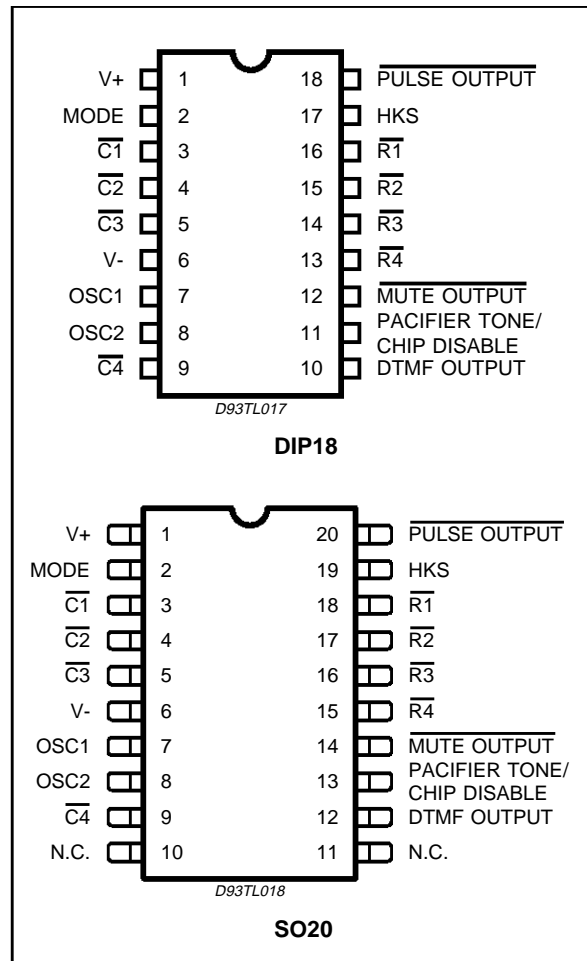 V+ 1 18 PULSE OUTPUT
MODE 2 17 HKS
C1 3 16 R1
C2 4 15 R2
C3 5 14 R3
V- 6 13 R4
OSC1 7 12 MUTE OUTPUT
OSC2 8 11 PACIFIER TONE/
CHIP DISABLE
C4 9 10 DTMF OUTPUT
D93TL017
DIP18
V+ 1 20 PULSE OUTPUT
MODE 2 19 HKS
C1 3 18 R1
C2 4 17 R2
C3 5 16 R3
V- 6 15 R4
OSC1 7 14 MUTE OUTPUT
OSC2 8 13 PACIFIER TONE/
CHIP DISABLE
C4 9 12 DTMF OUTPUT
N.C. 10 11 N.C.
D93TL018
SO20